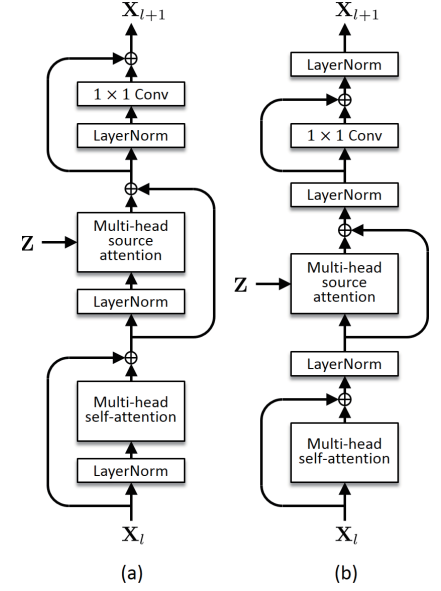 X_{l+1}
1 × 1 Conv
LayerNorm
Multi-head
source
attention
Z
LayerNorm
Multi-head
self-attention
LayerNorm
X_l
(a)
X_{l+1}
LayerNorm
1 × 1 Conv
LayerNorm
Multi-head
source
attention
Z
LayerNorm
Multi-head
self-attention
X_l
(b)